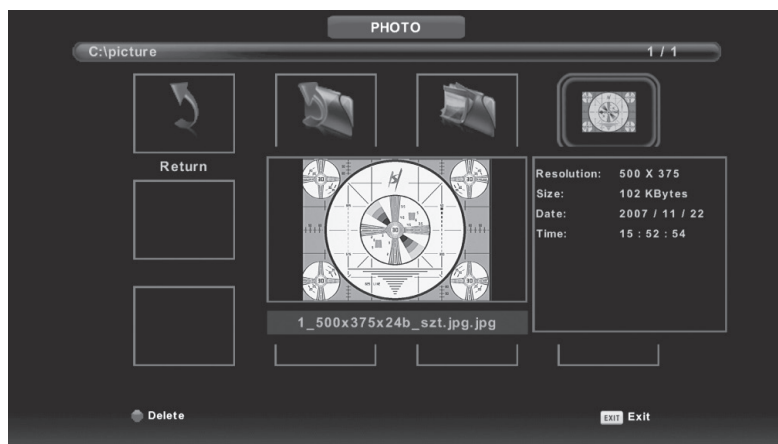 PHOTO
C:\picture 1 / 1
Return
Resolution: 500 X 375
Size: 102 KBytes
Date: 2007 / 11 / 22
Time: 15 : 52 : 54
1_500x375x24b_szt.jpg.jpg
Delete
EXIT Exit